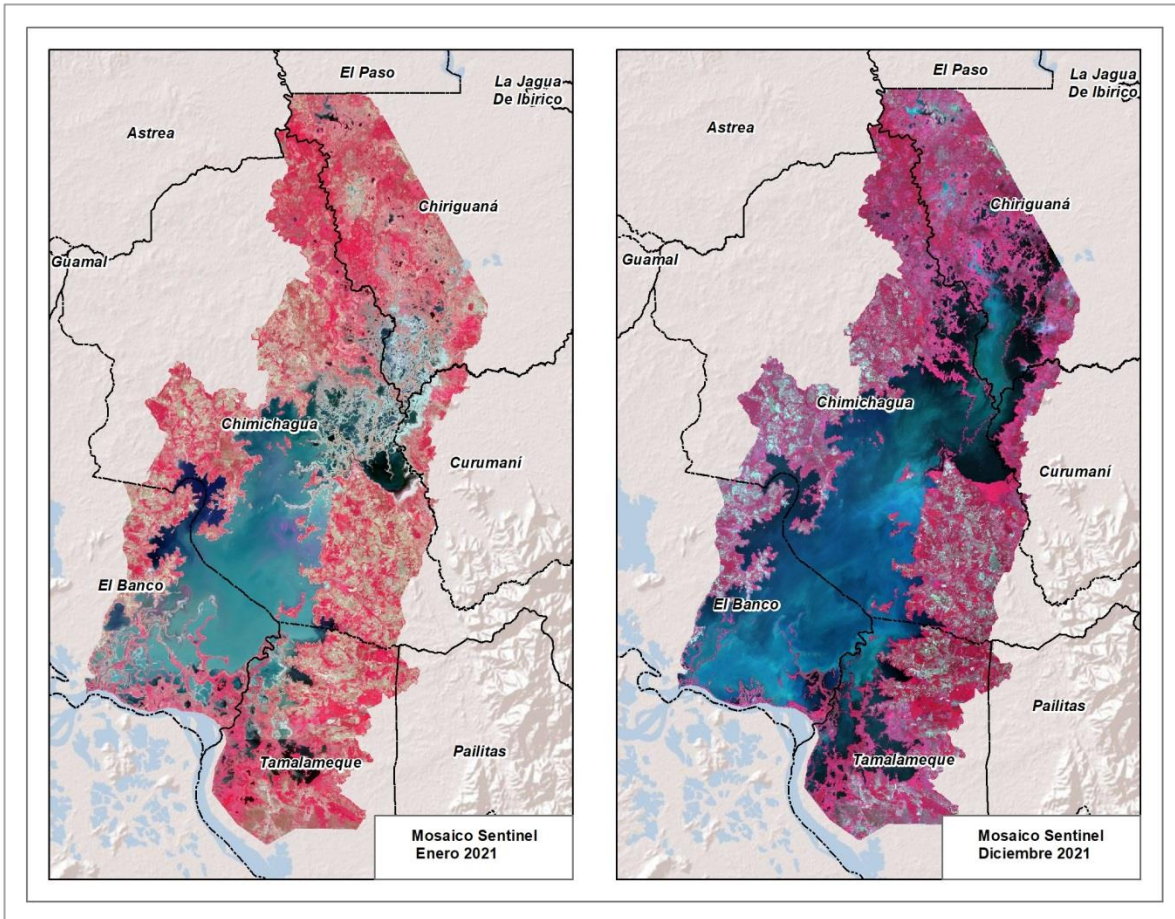 El Paso
La Jagua
De Ibirico
Astrea
Chiriguaná
Guamal
Chimichagua
Curumaní
El Banco
Pailitas
Tamalameque
Mosaico Sentinel
Enero 2021
El Paso
La Jagua
De Ibirico
Astrea
Chiriguaná
Guamal
Chimichagua
Curumaní
El Banco
Pailitas
Tamalameque
Mosaico Sentinel
Diciembre 2021